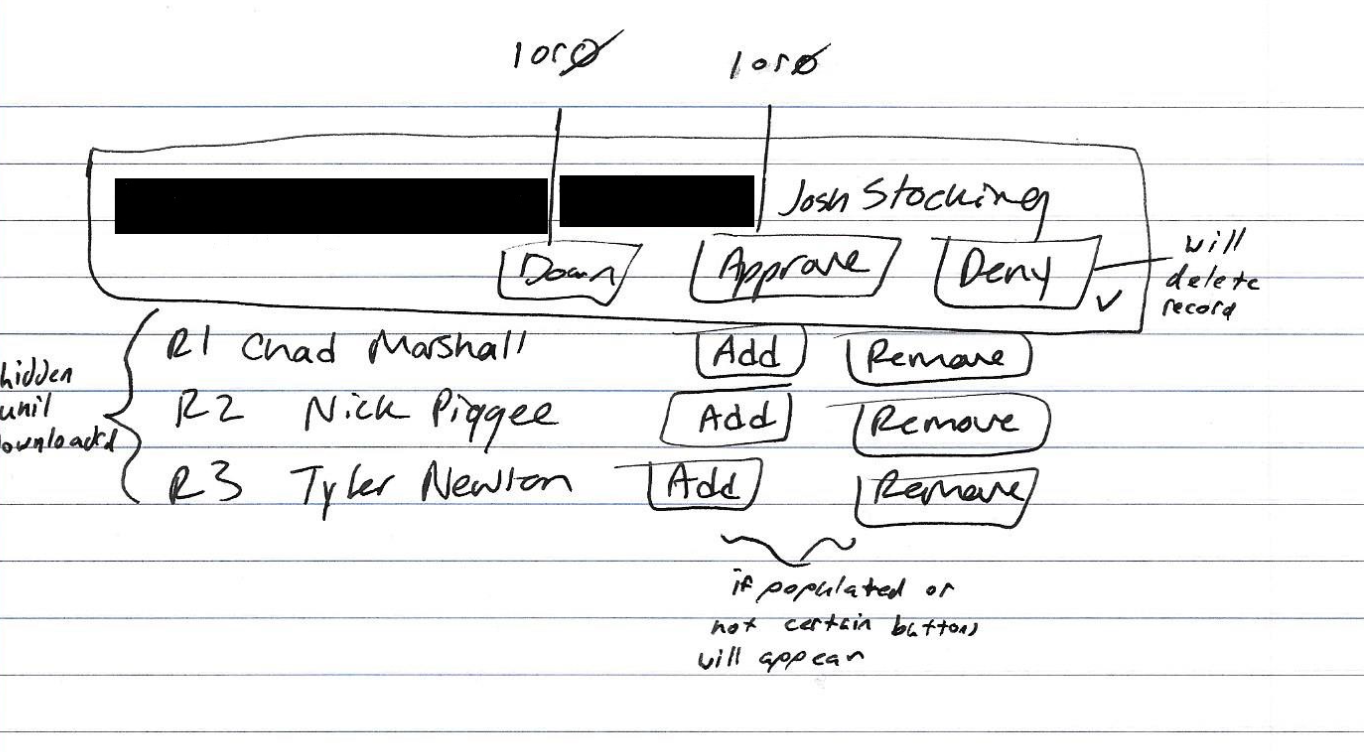 1 or 0 1 or 0
Josh Stocking
Down Approve Deny
will
delete
record
R1 Chad Marshall Add Remove
hidden
unil
downloadd
R2 Nick Piggee Add Remove
R3 Tyler Newton Add Remove
if populated or
not certain buttons
will appear